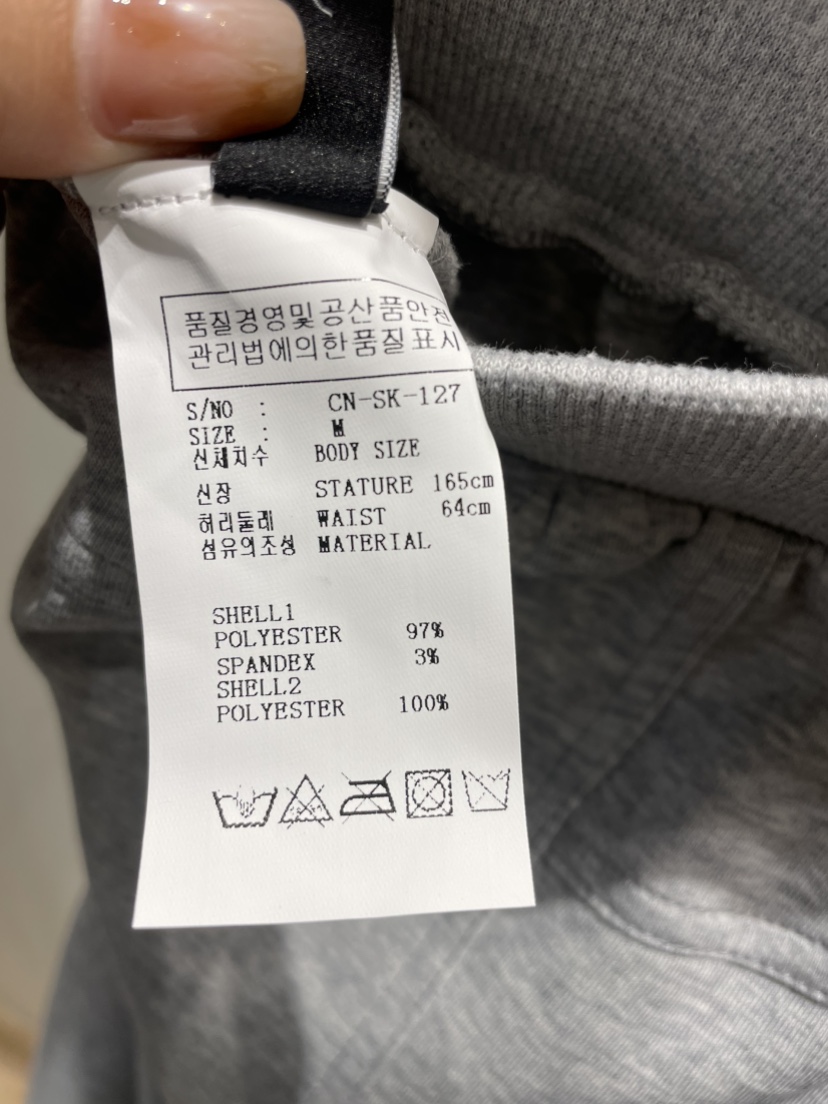 품질경영및공산품안전
관리법에의한품질표시
S/NO : CN-SK-127
SIZE : M
신체치수 BODY SIZE
신장 STATURE 165cm
허리둘레 WAIST 64cm
섬유의조성 MATERIAL
SHELL1
POLYESTER 97%
SPANDEX 3%
SHELL2
POLYESTER 100%